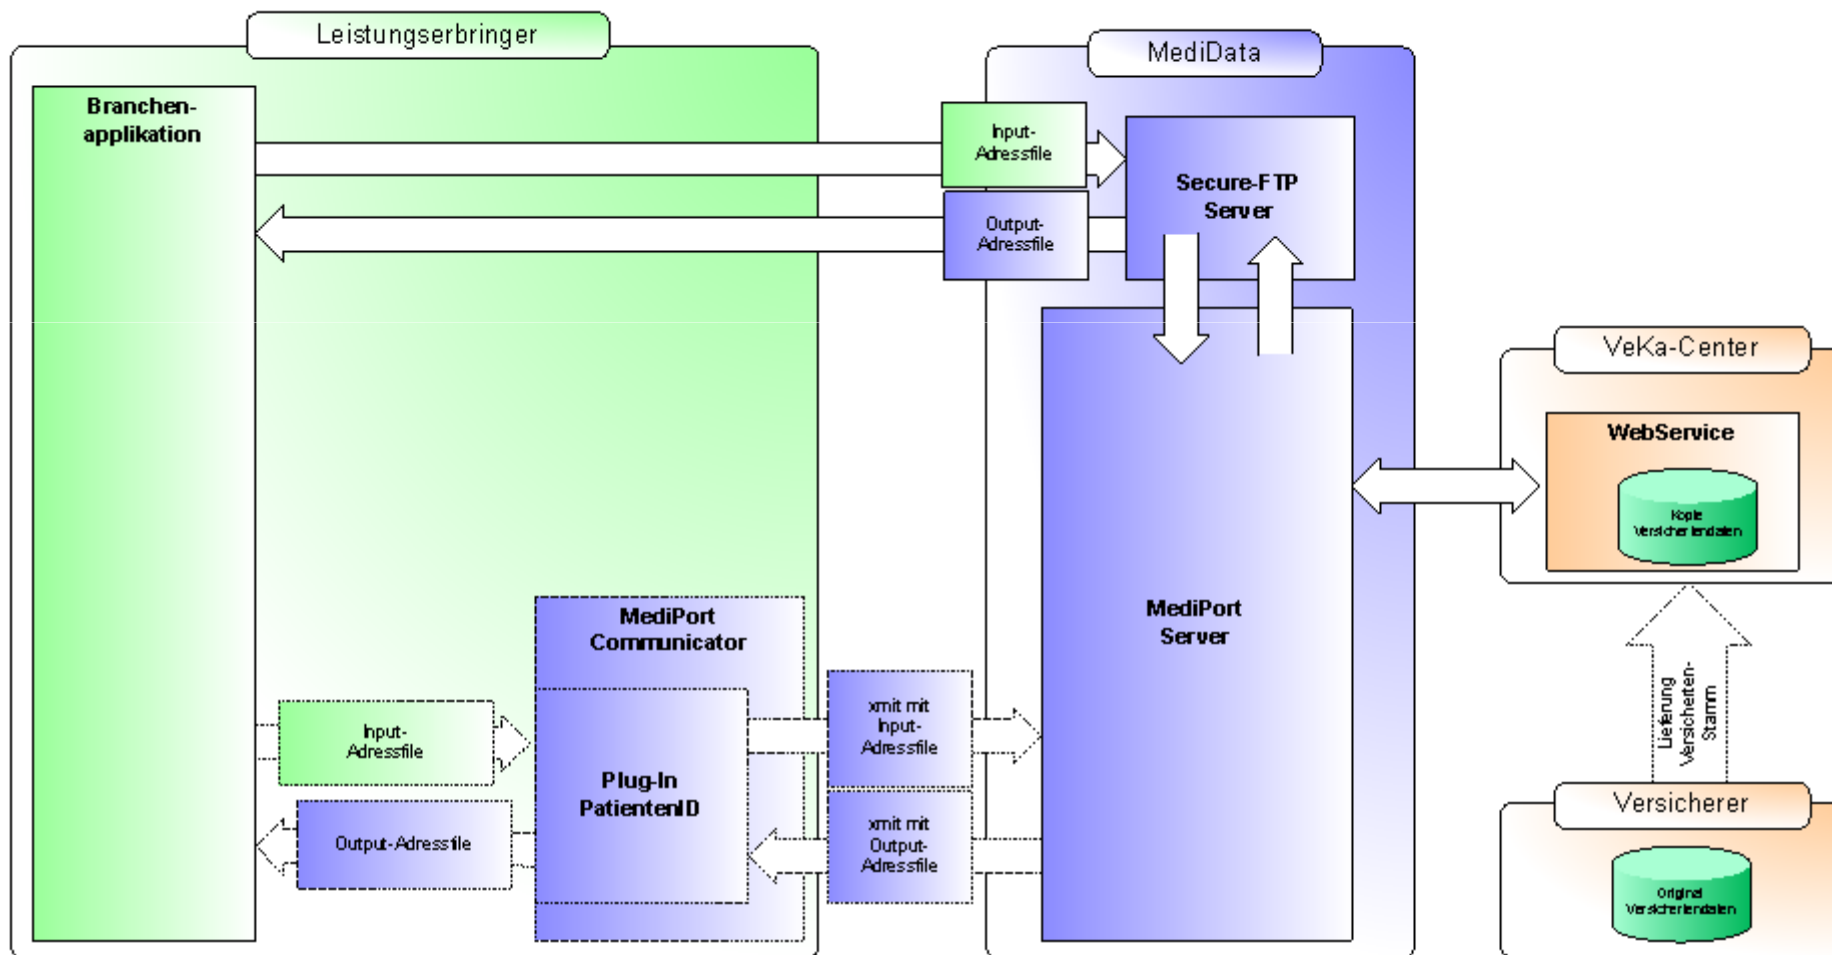 Leistungserbringer
Branchen-
applikation
Input-
Adressfile
Output-
Adressfile
MediData
Secure-FTP
Server
MediPort
Server
MediPort
Communicator
Plug-In
PatientenID
Input-
Adressfile
Output-Adressfile
xmit mit
Input-
Adressfile
xmit mit
Output-
Adressfile
VeKa-Center
WebService
Kopie
Versichertendaten
Lieferung
Versicherten-
Stamm
Versicherer
Original
Versichertendaten